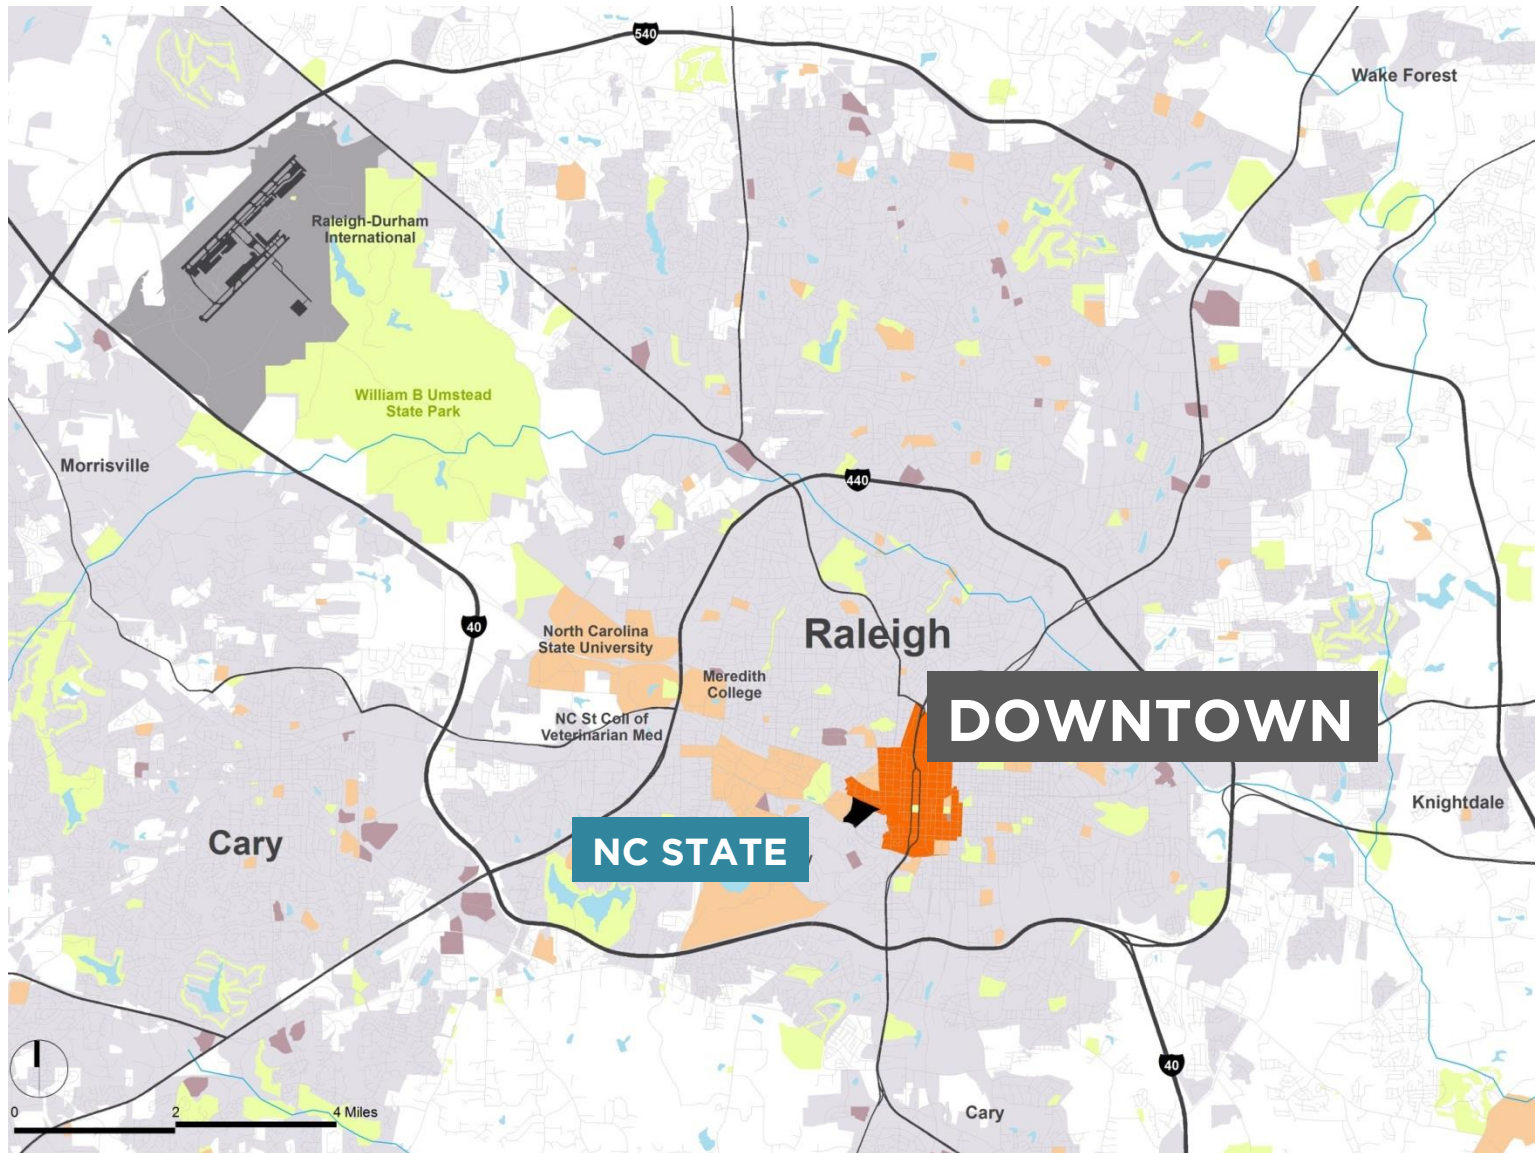 540
Wake Forest
Raleigh-Durham
International
William B Umstead
State Park
Morrisville
440
40
North Carolina
State University
Raleigh
Meredith
College
NC St Coll of
Veterinarian Med
DOWNTOWN
Knightdale
Cary
NC STATE
y
40
0 2 4 Miles
Cary